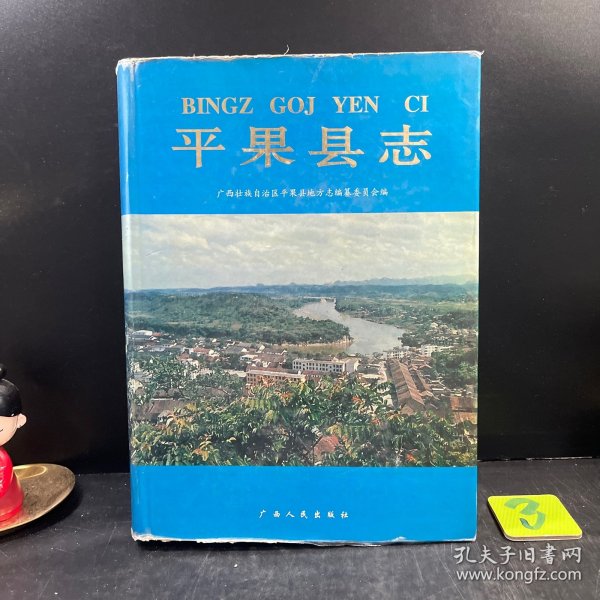 BINGZ GOJ YEN CI
平果县志
广西壮族自治区平果县地方志编纂委员会编
广西人民出版社
3
孔夫子旧书网
www.kongfz.com